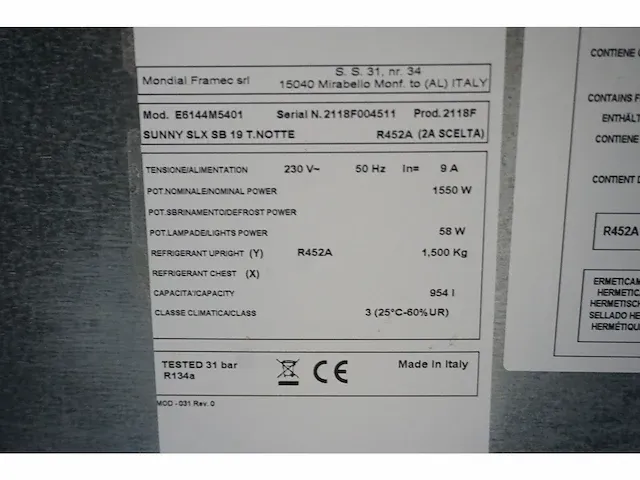 Mondial Framec srl
S. S. 31, nr. 34
15040 Mirabello Monf. to (AL) ITALY
Mod. E6144M5401 Serial N.2118F004511 Prod.2118F
SUNNY SLX SB 19 T.NOTTE R452A (2A SCELTA)
TENSIONE/ALIMENTATION 230 V~ 50 Hz In= 9 A
POT.NOMINALE/NOMINAL POWER 1550 W
POT.SBRINAMENTO/DEFROST POWER
POT.LAMPADE/LIGHTS POWER 58 W
REFRIGERANT UPRIGHT (Y) R452A 1,500 Kg
REFRIGERANT CHEST (X)
CAPACITA'/CAPACITY 954 l
CLASSE CLIMATICA/CLASS 3 (25°C-60%UR)
TESTED 31 bar
R134a
CE
Made in Italy
MOD - 031 Rev. 0
CONTIENE
CONTAINS F
ENTHÄLT
CONTIENE
CONTIENT D
R452A
ERMETICAM
HERMETICA
HERMETISCH
SELLADO HE
HERMÉTIQU